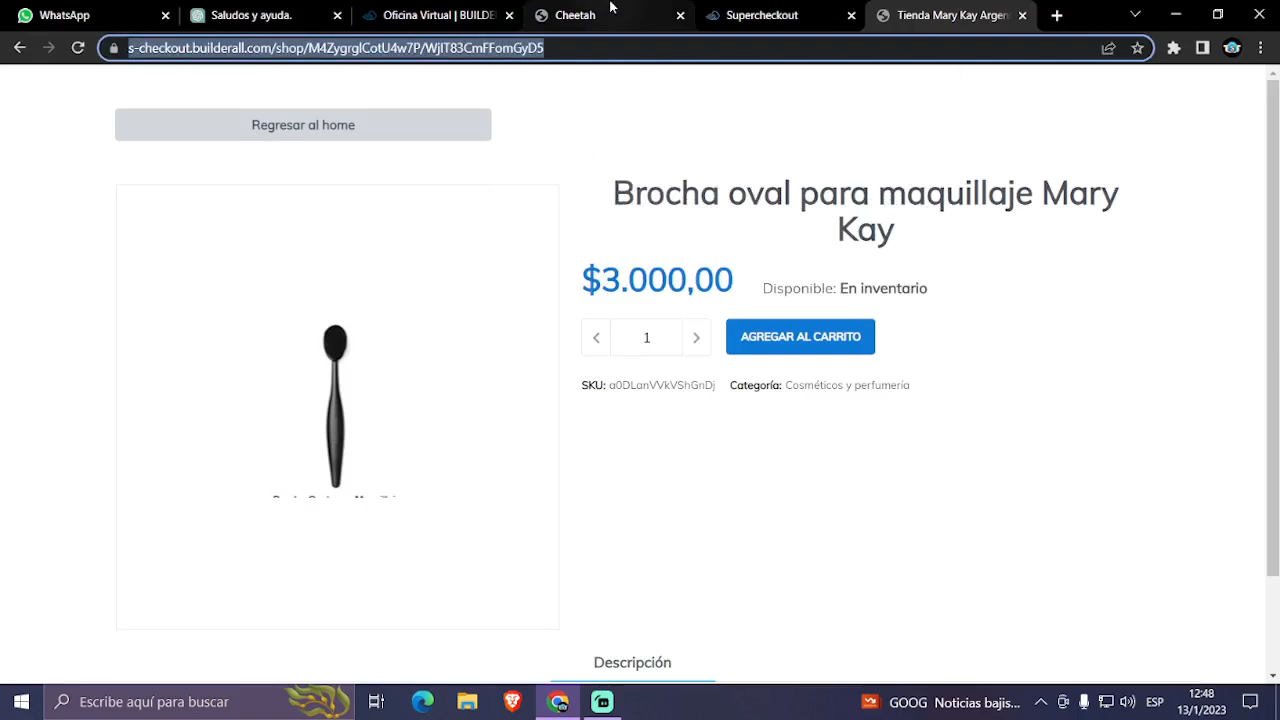 WhatsApp
Saludos y ayuda.
Oficina Virtual | BUILDE
Cheetah
Supercheckout
Tienda Mary Kay Argen
s-checkout.builderall.com/shop/M4ZygrglCotU4w7P/WjlT83CmFFomGyD5
Regresar al home
Brocha oval para maquillaje Mary
Kay
$3.000,00
Disponible: En inventario
1
AGREGAR AL CARRITO
SKU: a0DLanVVkVShGnDj Categoría: Cosméticos y perfumería
Descripción
Escribe aquí para buscar
GOOG Noticias bajis...
ESP
12:48
13/1/2023